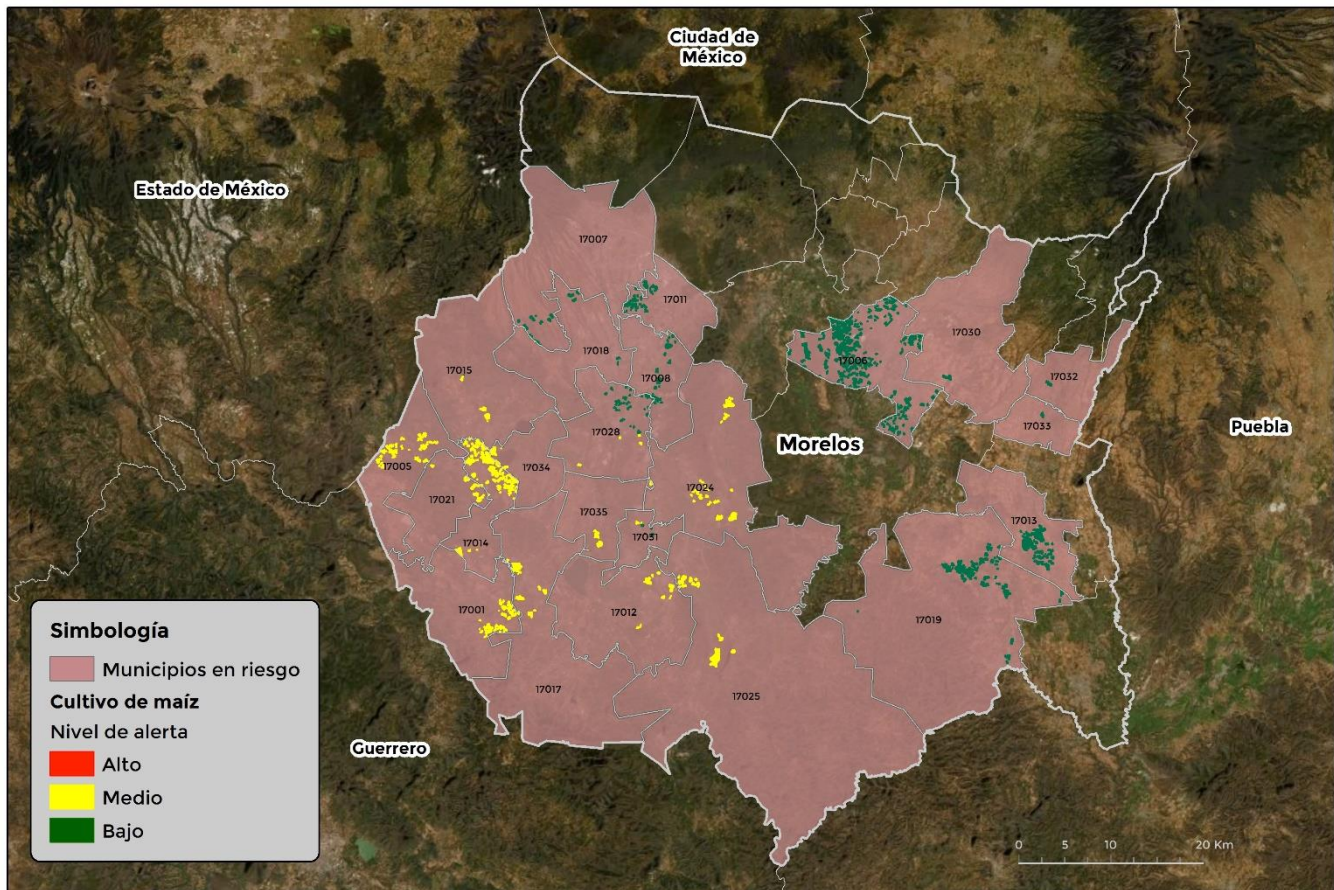 Ciudad de
México
Estado de México
17007
17011
17018
17008
17015
17028
17005
17034
17021
17024
17035
17031
17014
17001
17012
17017
17025
Morelos
17006
17030
17032
17033
Puebla
17013
17019
Guerrero
Simbología
Municipios en riesgo
Cultivo de maíz
Nivel de alerta
Alto
Medio
Bajo
0 5 10 20 Km